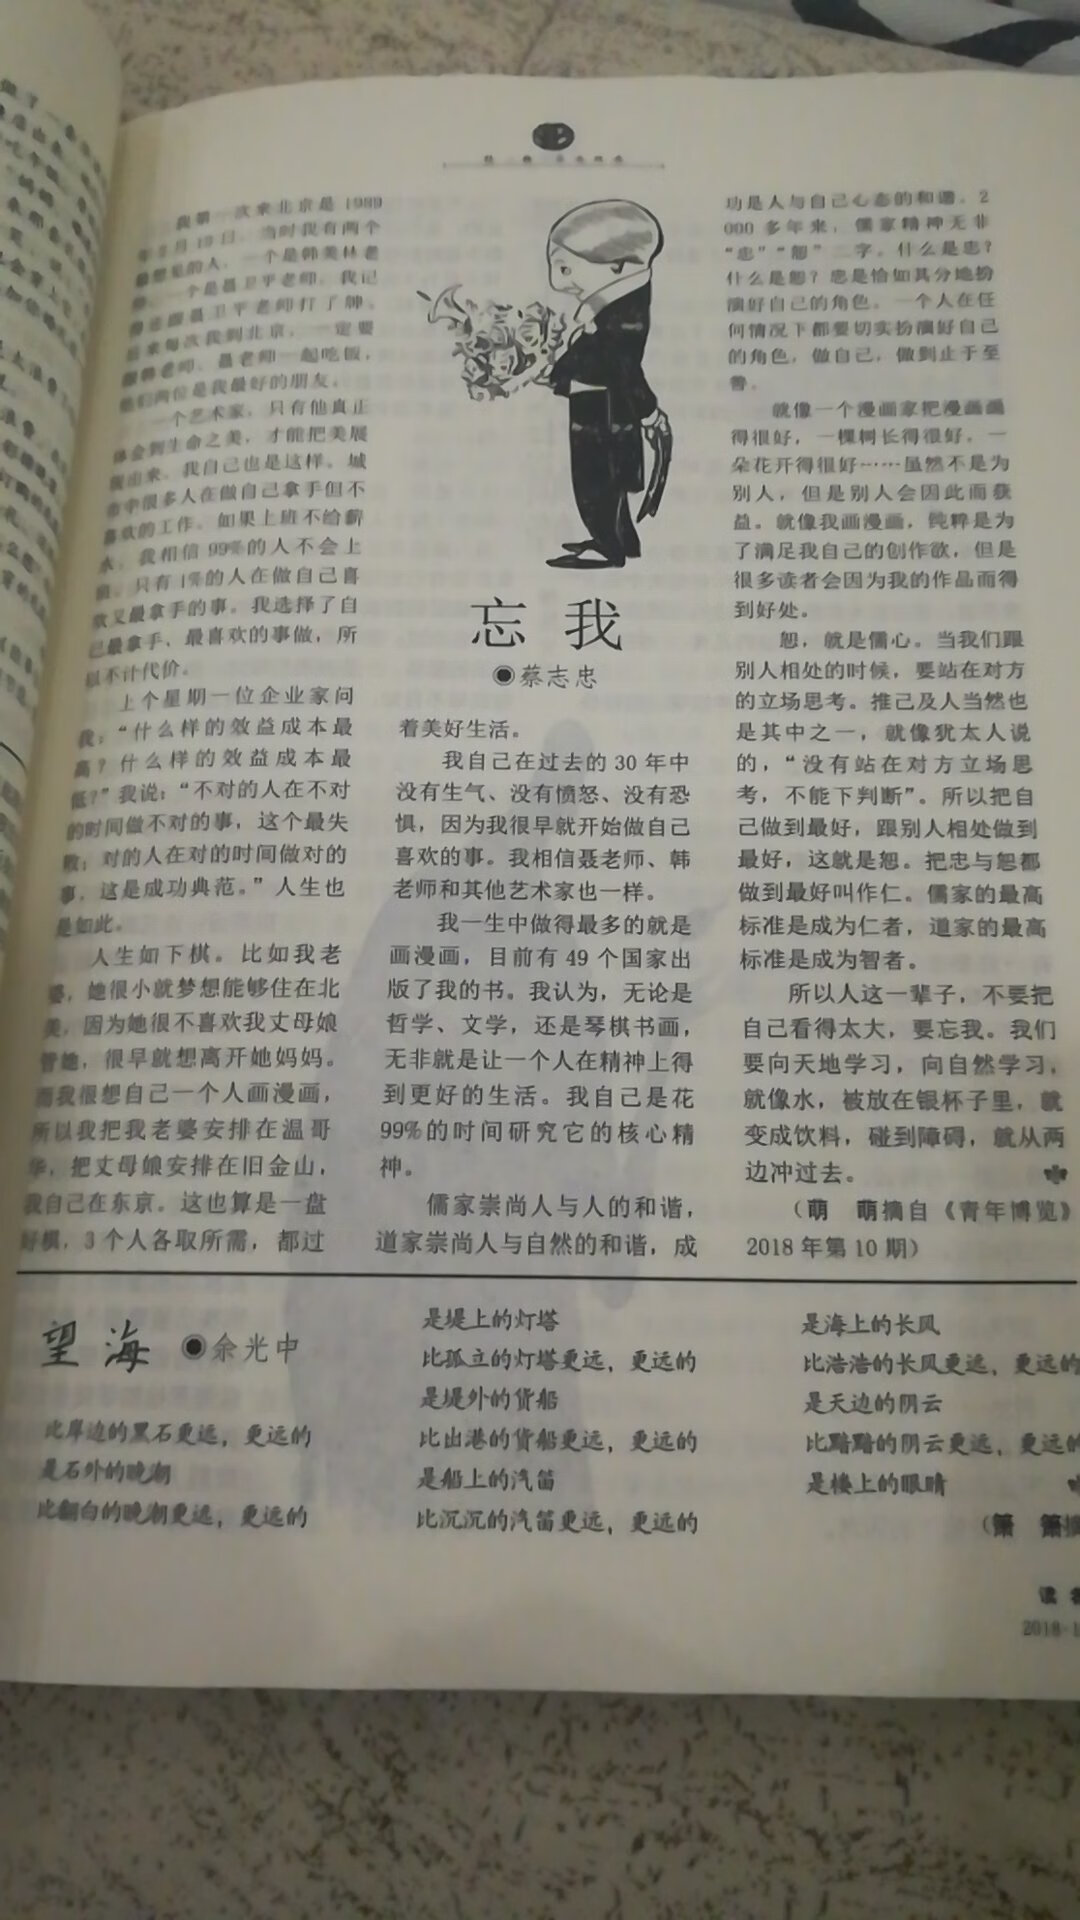 忘我
●蔡志忠
我第一次来北京是1989
年2月19日，当时我有两个
最想见的人，一个是韩美林老
师，一个是聂卫平老师。我记
得还跟聂卫平老师打了牌。
后来每次我到北京，一定要
跟韩老师、聂老师一起吃饭，
他们两位是我最好的朋友。
一个艺术家，只有他真正
体会到生命之美，才能把美展
现出来。我自己也是这样。城
市中很多人在做自己拿手但不
喜欢的工作。如果上班不给薪
水，我相信99%的人不会上
班，只有1%的人在做自己喜
欢又最拿手的事。我选择了自
己最拿手、最喜欢的事做，所
以不计代价。
上个星期一位企业家问
我：“什么样的效益成本最
高？什么样的效益成本最
低？”我说：“不对的人在不对
的时间做不对的事，这个最失
败；对的人在对的时间做对的
事，这是成功典范。”人生也
是如此。
人生如下棋。比如我老
婆，她很小就梦想能够住在北
美，因为她很不喜欢我丈母娘
管她，很早就想离开她妈妈。
而我很想自己一个人画漫画，
所以我把我老婆安排在温哥
华，把丈母娘安排在旧金山，
我自己在东京。这也算是一盘
好棋，3个人各取所需，都过
着美好生活。
我自己在过去的30年中
没有生气、没有愤怒、没有恐
惧，因为我很早就开始做自己
喜欢的事。我相信聂老师、韩
老师和其他艺术家也一样。
我一生中做得最多的就是
画漫画，目前有49个国家出
版了我的书。我认为，无论是
哲学、文学，还是琴棋书画，
无非就是让一个人在精神上得
到更好的生活。我自己是花
99%的时间研究它的核心精
神。
儒家崇尚人与人的和谐，
道家崇尚人与自然的和谐，成
功是人与自己心态的和谐。2
000多年来，儒家精神无非
“忠”“恕”二字。什么是忠？
什么是恕？忠是恰如其分地扮
演好自己的角色。一个人在任
何情况下都要切实扮演好自己
的角色，做自己，做到止于至
善。
就像一个漫画家把漫画画
得很好，一棵树长得很好，一
朵花开得很好……虽然不是为
别人，但是别人会因此而获
益。就像我画漫画，纯粹是为
了满足我自己的创作欲，但是
很多读者会因为我的作品而得
到好处。
恕，就是儒心。当我们跟
别人相处的时候，要站在对方
的立场思考。推己及人当然也
是其中之一，就像犹太人说
的，“没有站在对方立场思
考，不能下判断”。所以把自
己做到最好，跟别人相处做到
最好，这就是恕。把忠与恕都
做到最好叫作仁。儒家的最高
标准是成为仁者，道家的最高
标准是成为智者。
所以人这一辈子，不要把
自己看得太大，要忘我。我们
要向天地学习，向自然学习，
就像水，被放在银杯子里，就
变成饮料，碰到障碍，就从两
边冲过去。
（萌　萌摘自《青年博览》
2018年第10期）
望海 ●余光中
比岸边的黑石更远，更远的
是石外的晚潮
比翻白的晚潮更远，更远的
是堤上的灯塔
比孤立的灯塔更远，更远的
是堤外的货船
比出港的货船更远，更远的
是船上的汽笛
比沉沉的汽笛更远，更远的
是海上的长风
比浩浩的长风更远，更远的
是天边的阴云
比黯黯的阴云更远，更远的
是楼上的眼睛
（箫　箫摘
读者
2018·1